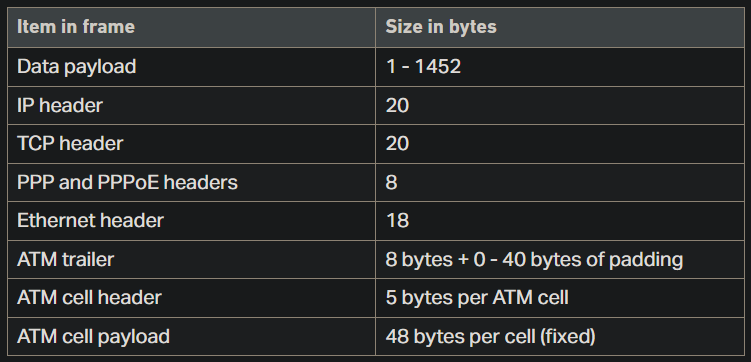 Item in frame Size in bytes
Data payload 1 - 1452
IP header 20
TCP header 20
PPP and PPPoE headers 8
Ethernet header 18
ATM trailer 8 bytes + 0 - 40 bytes of padding
ATM cell header 5 bytes per ATM cell
ATM cell payload 48 bytes per cell (fixed)